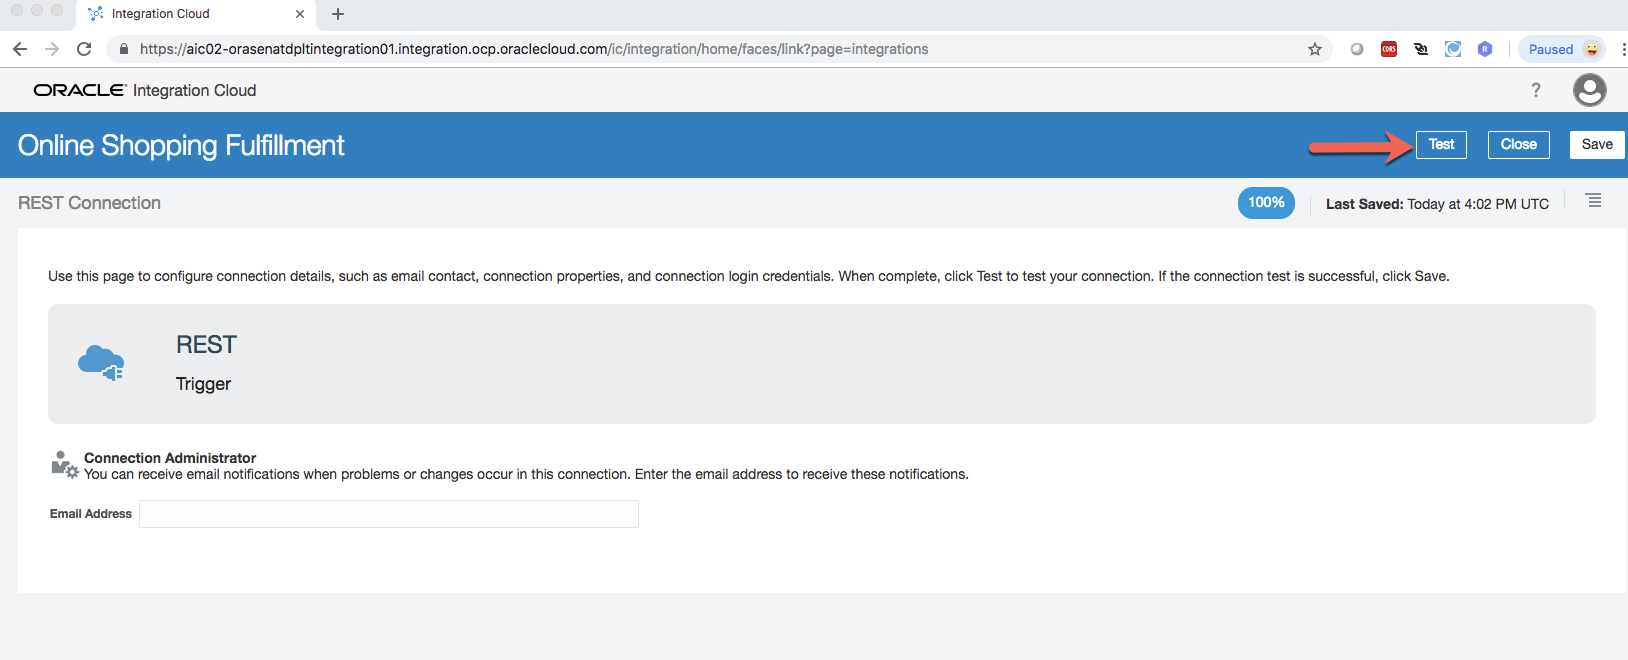 Integration Cloud
https://aic02-orasenatdpltintegration01.integration.ocp.oraclecloud.com/ic/integration/home/faces/link?page=integrations
CORS
R
Paused
ORACLE Integration Cloud
?
Online Shopping Fulfillment
Test
Close
Save
REST Connection
100%
Last Saved: Today at 4:02 PM UTC
Use this page to configure connection details, such as email contact, connection properties, and connection login credentials. When complete, click Test to test your connection. If the connection test is successful, click Save.
REST
Trigger
Connection Administrator
You can receive email notifications when problems or changes occur in this connection. Enter the email address to receive these notifications.
Email Address